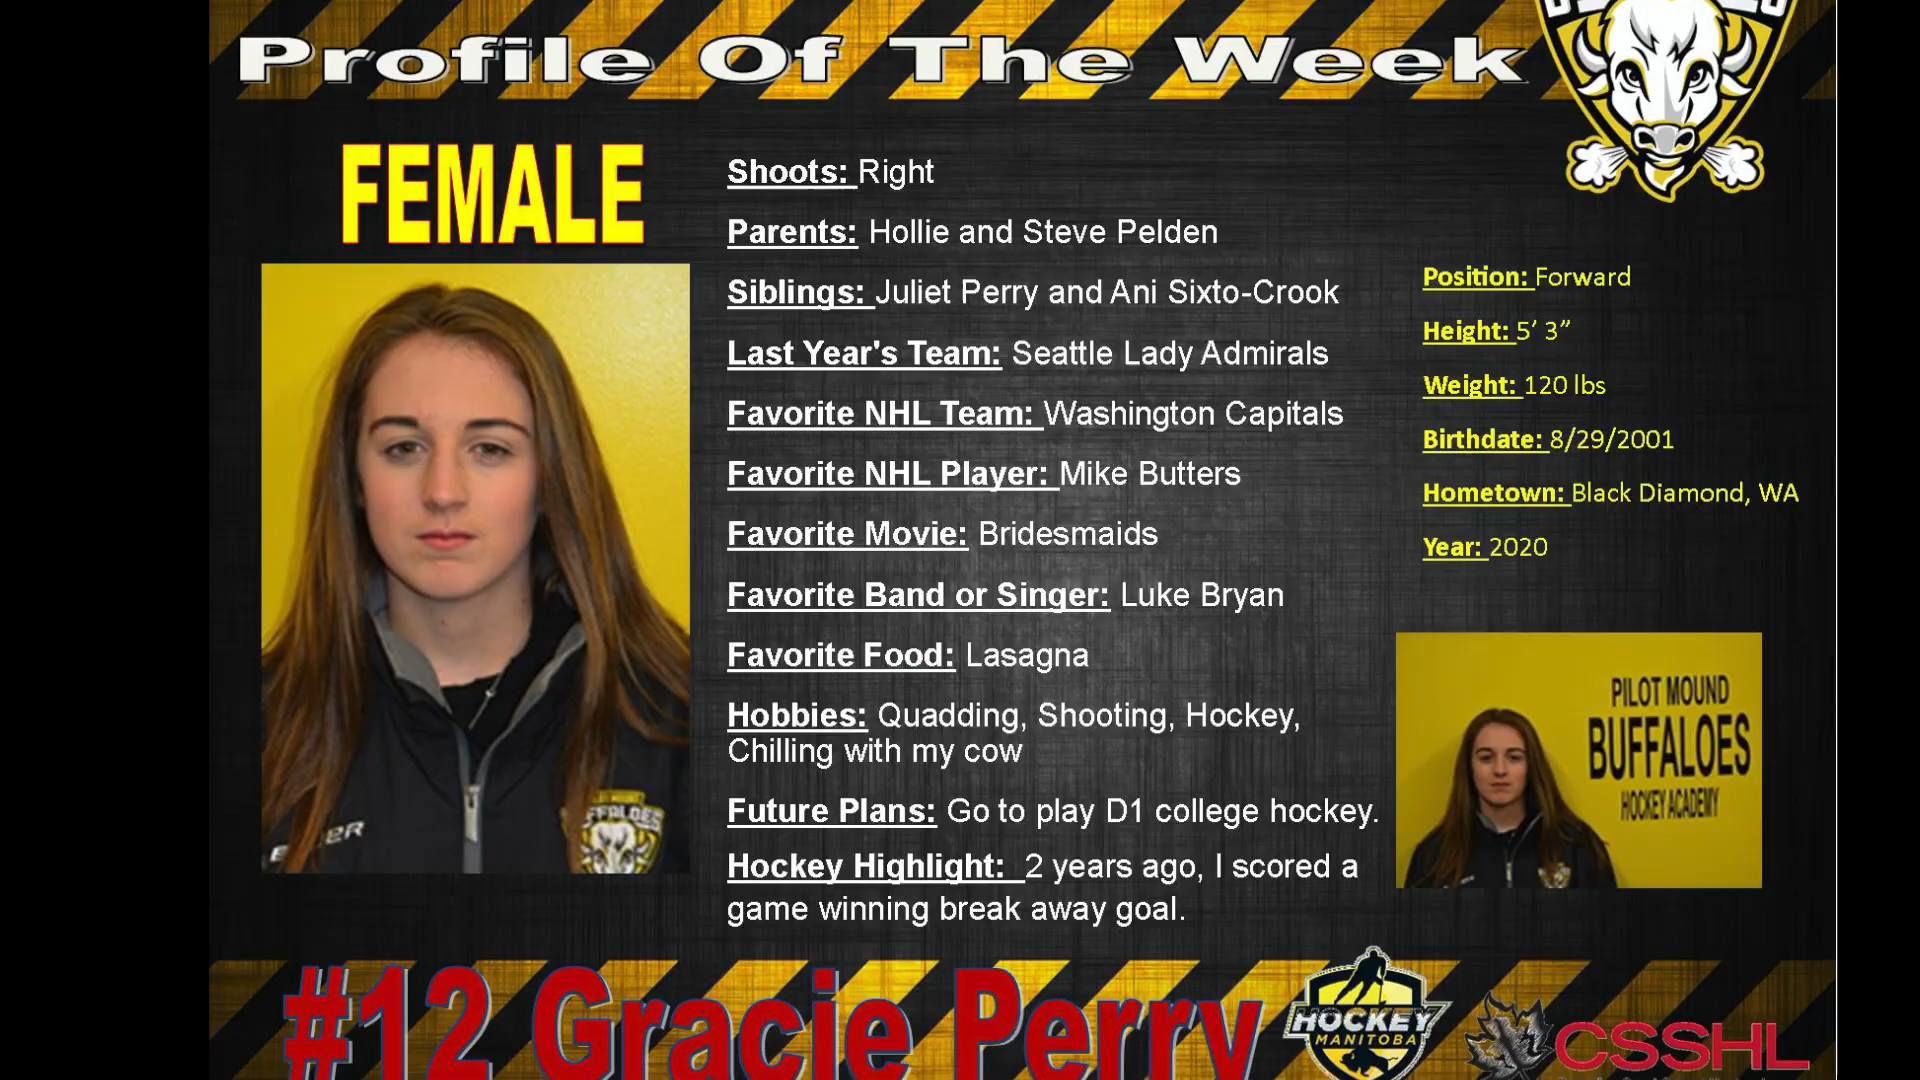 Profile Of The Week
FEMALE
Shoots: Right
Parents: Hollie and Steve Pelden
Siblings: Juliet Perry and Ani Sixto-Crook
Last Year's Team: Seattle Lady Admirals
Favorite NHL Team: Washington Capitals
Favorite NHL Player: Mike Butters
Favorite Movie: Bridesmaids
Favorite Band or Singer: Luke Bryan
Favorite Food: Lasagna
Hobbies: Quadding, Shooting, Hockey,
Chilling with my cow
Future Plans: Go to play D1 college hockey.
Hockey Highlight: 2 years ago, I scored a
game winning break away goal.
Position: Forward
Height: 5’ 3”
Weight: 120 lbs
Birthdate: 8/29/2001
Hometown: Black Diamond, WA
Year: 2020
PILOT MOUND
BUFFALOES
HOCKEY ACADEMY
#12 Gracie Perry
HOCKEY
MANITOBA
CSSHL